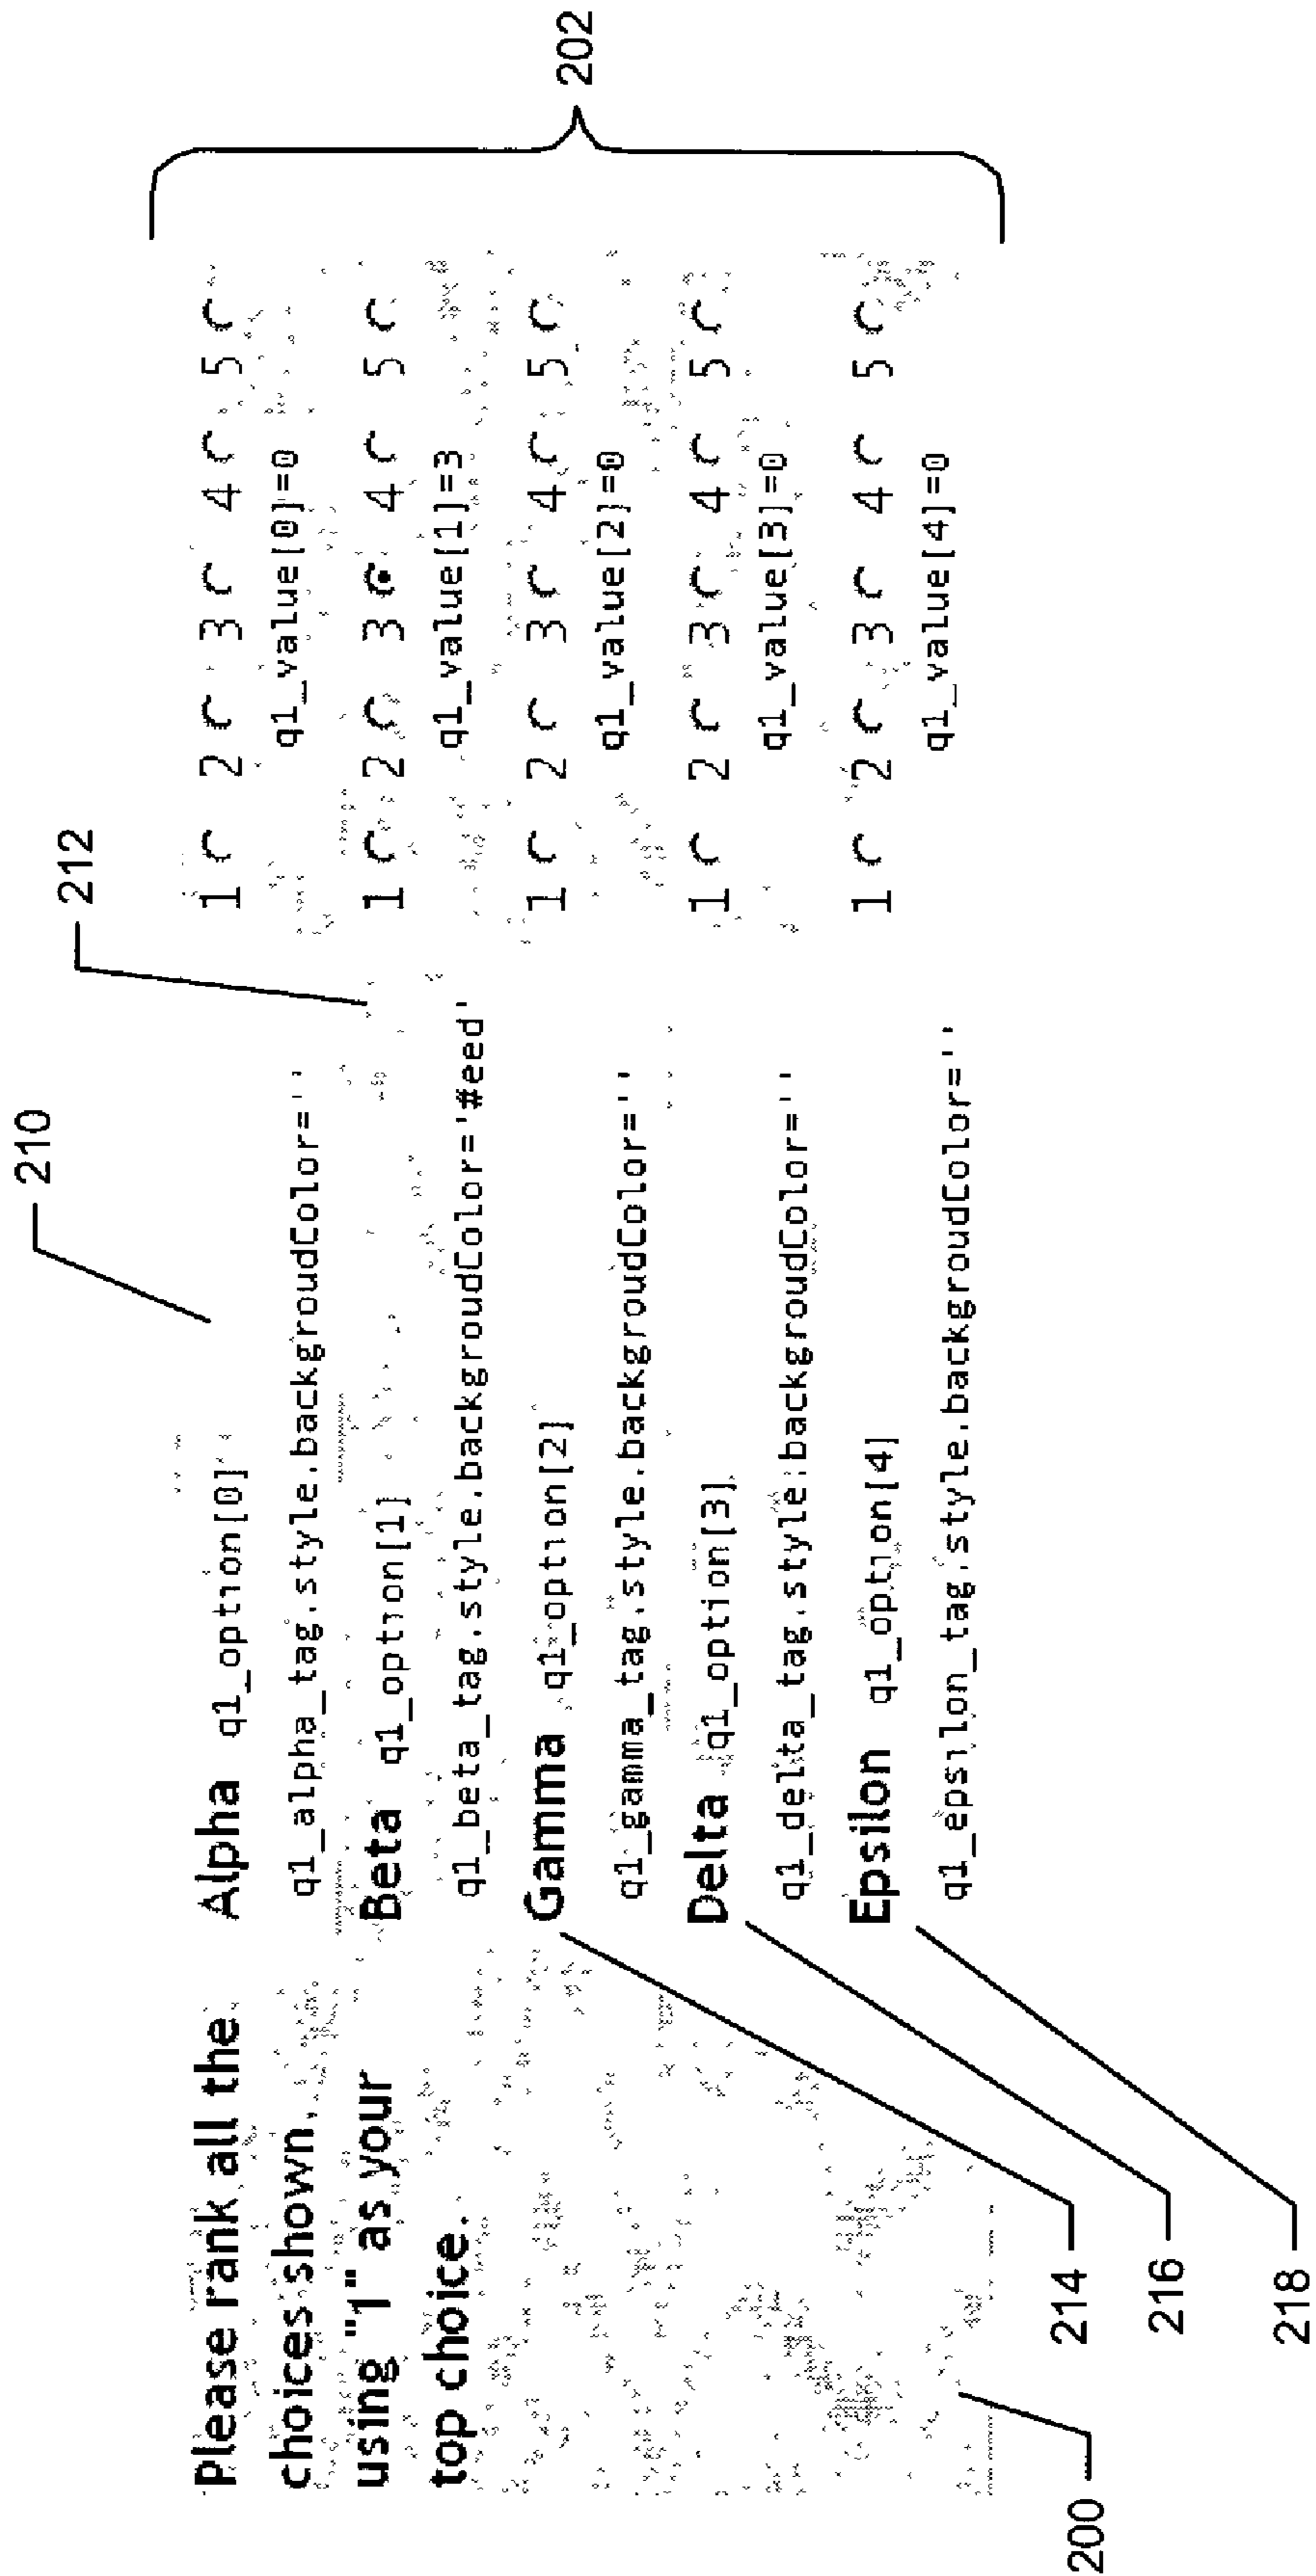 210
212
Please rank all the
choices shown,
using "1" as your
top choice.
Alpha q1_option[0]
q1_alpha_tag.style.backgroudColor=''
1 2 3 4 5
q1_value[0]=0
Beta q1_option[1]
q1_beta_tag.style.backgroudColor='#eed'
1 2 3 4 5
q1_value[1]=3
Gamma q1_option[2]
q1_gamma_tag.style.backgroudColor=''
1 2 3 4 5
q1_value[2]=0
Delta q1_option[3]
q1_delta_tag.style.backgroudColor=''
1 2 3 4 5
q1_value[3]=0
Epsilon q1_option[4]
q1_epsilon_tag.style.backgroudColor=''
1 2 3 4 5
q1_value[4]=0
202
200
214
216
218